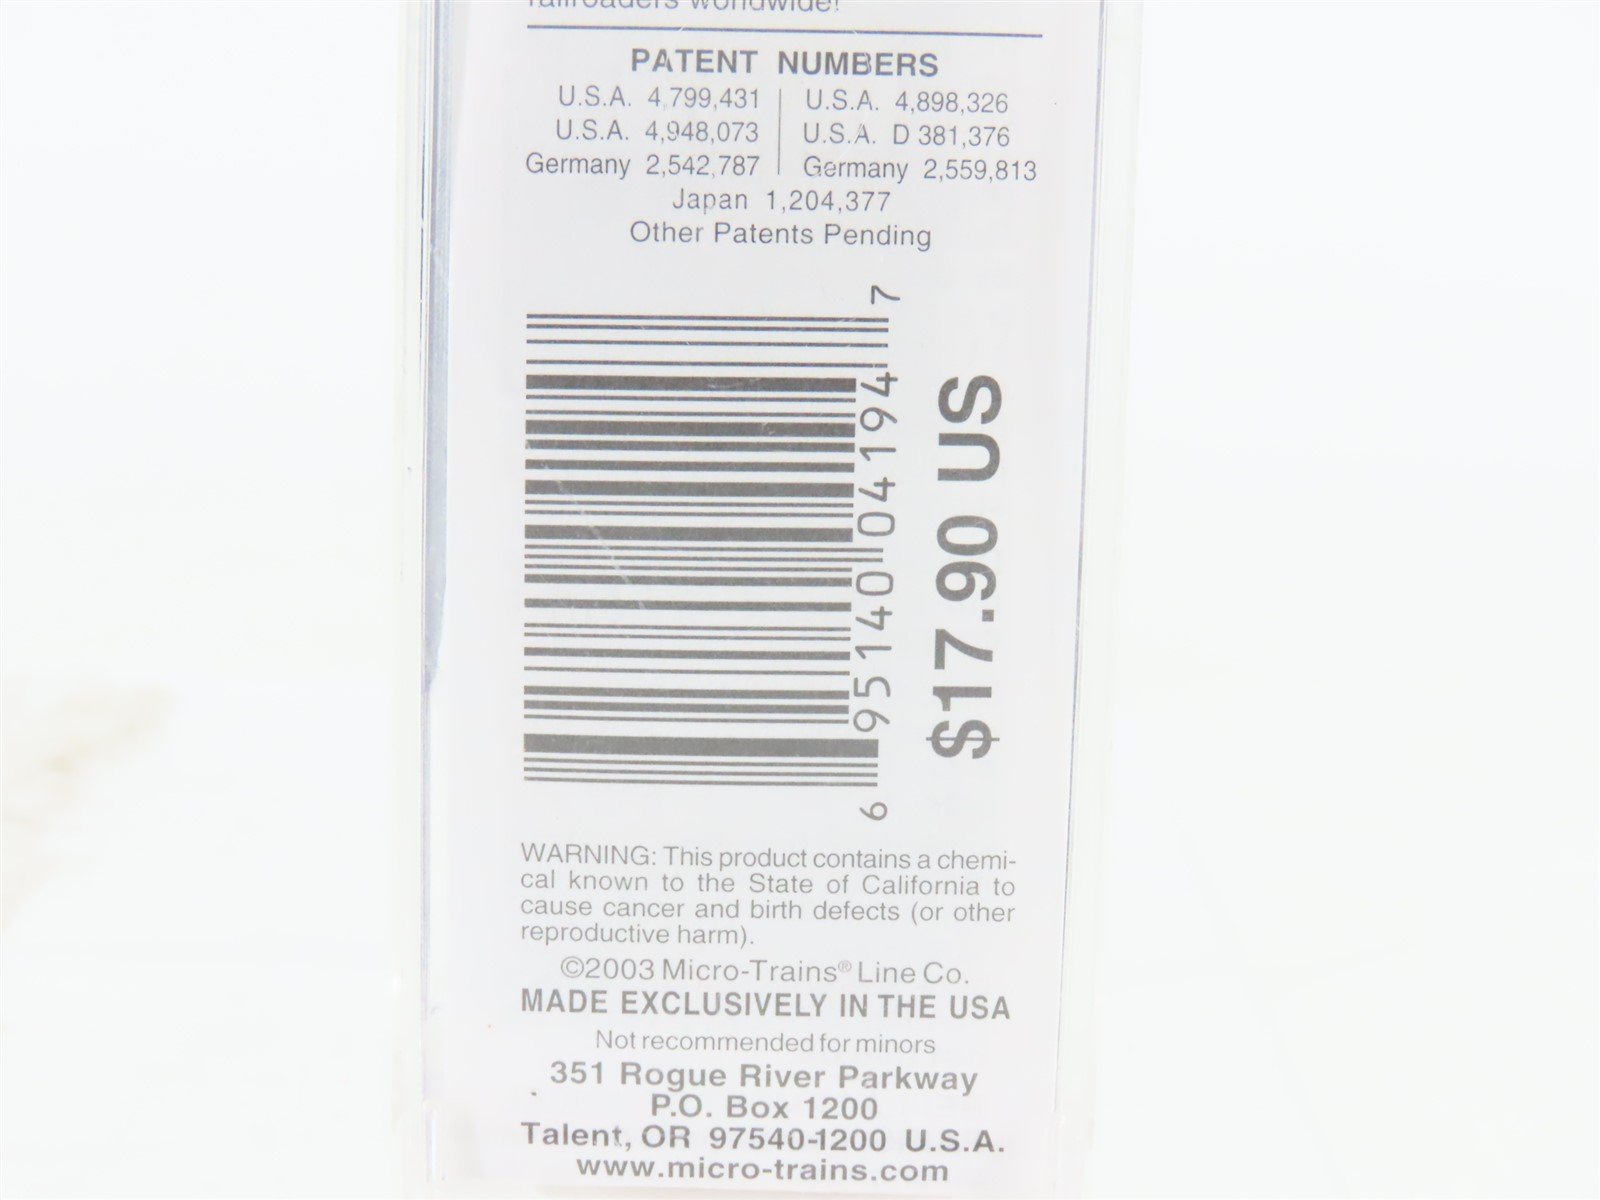 railroaders worldwide!
PATENT NUMBERS
U.S.A. 4,799,431 | U.S.A. 4,898,326
U.S.A. 4,948,073 | U.S.A. D 381,376
Germany 2,542,787 | Germany 2,559,813
Japan 1,204,377
Other Patents Pending
6 95140 04194 7
$17.90 US
WARNING: This product contains a chemi-
cal known to the State of California to
cause cancer and birth defects (or other
reproductive harm).
©2003 Micro-Trains® Line Co.
MADE EXCLUSIVELY IN THE USA
Not recommended for minors
351 Rogue River Parkway
P.O. Box 1200
Talent, OR 97540-1200 U.S.A.
www.micro-trains.com